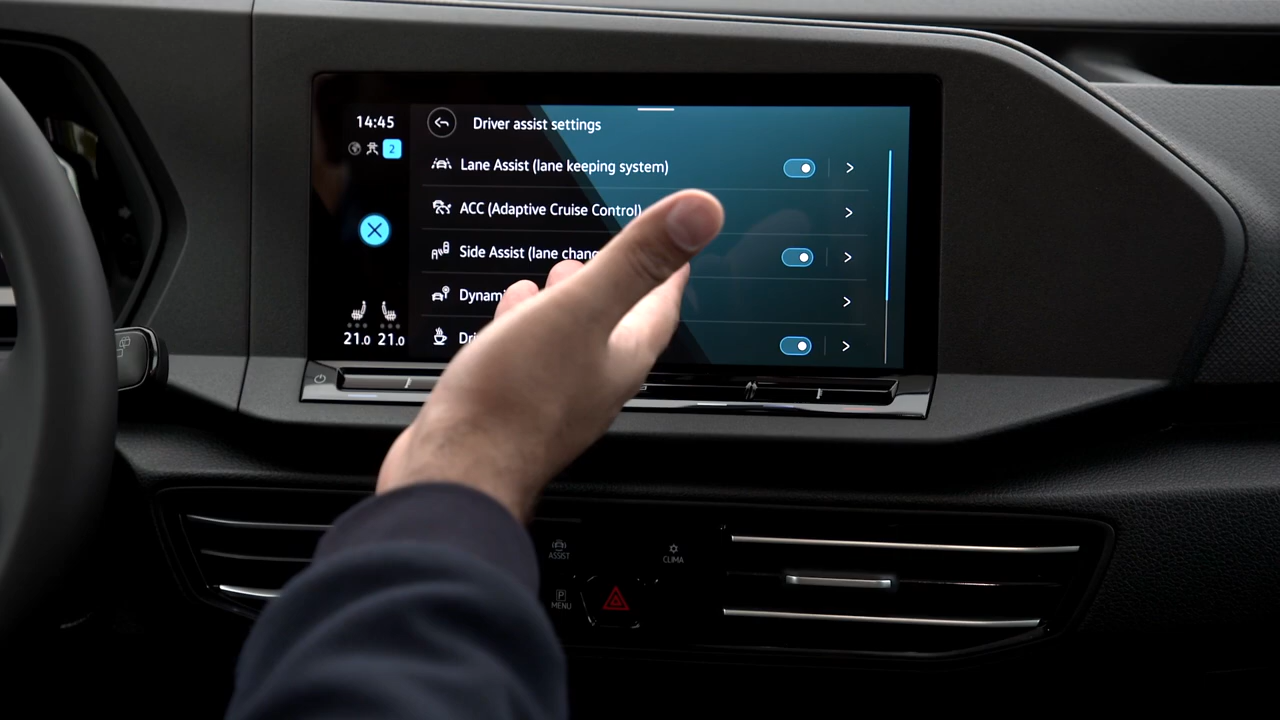 14:45
Driver assist settings
2
Lane Assist (lane keeping system)
ACC (Adaptive Cruise Control)
Side Assist (lane chang
Dynami
Dri
21.0 21.0
ASSIST
CLIMA
P
MENU